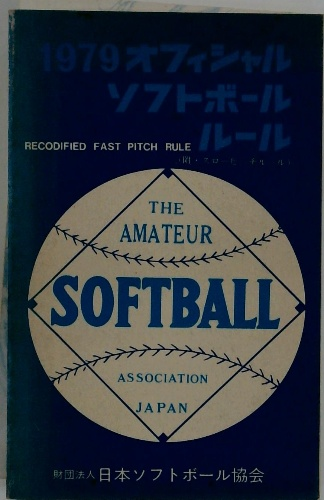 1979オフィシャル
ソフトボール
ルール
RECODIFIED FAST PITCH RULE
THE
AMATEUR
SOFTBALL
ASSOCIATION
JAPAN
財団法人 日本ソフトボール協会